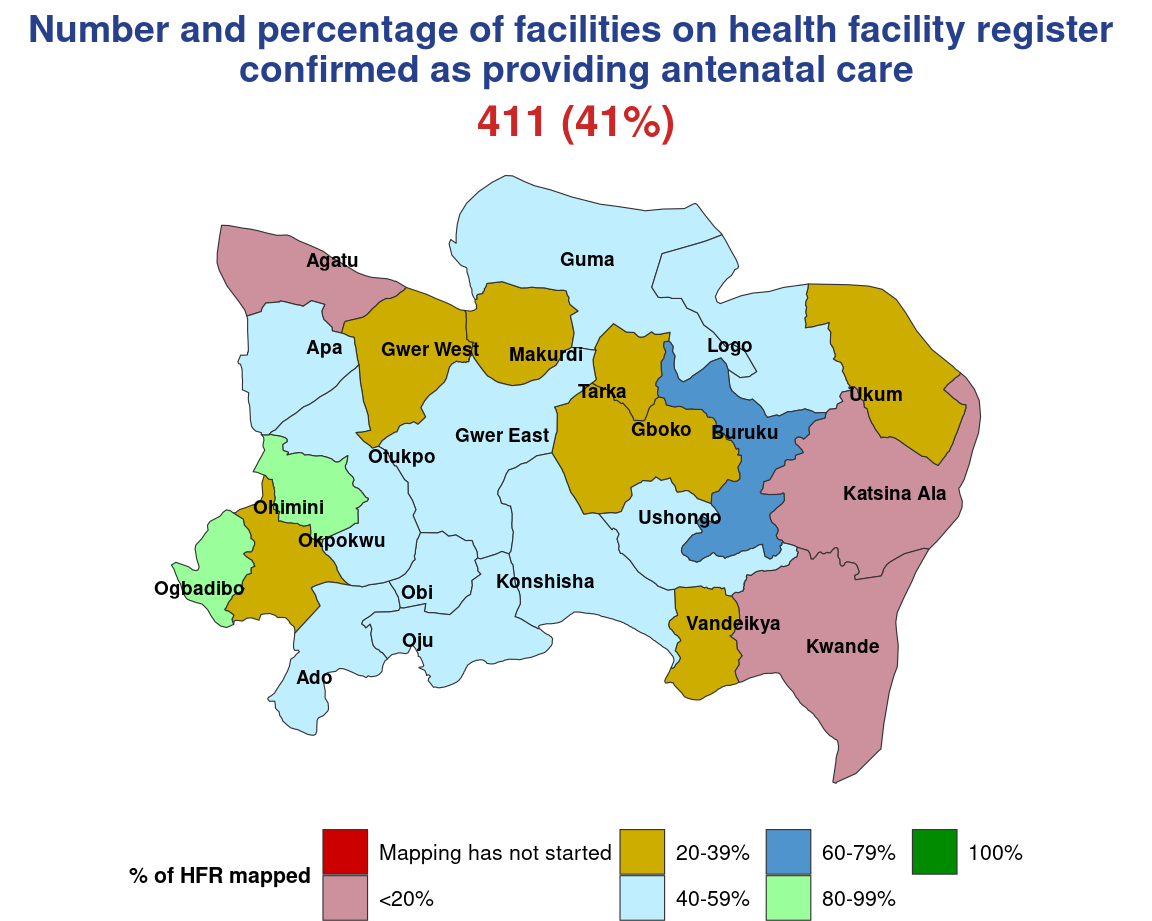 Number and percentage of facilities on health facility register
confirmed as providing antenatal care
411 (41%)
Agatu
Guma
Apa
Gwer West
Makurdi
Logo
Tarka
Ukum
Gboko
Buruku
Gwer East
Otukpo
Katsina Ala
Ohimini
Ushongo
Okpokwu
Ogbadibo
Obi
Konshisha
Vandeikya
Oju
Kwande
Ado
% of HFR mapped
Mapping has not started
<20%
20-39%
40-59%
60-79%
80-99%
100%